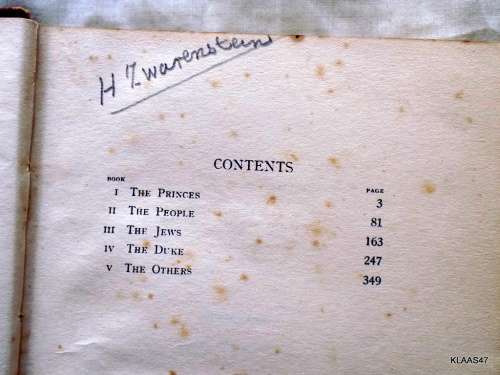 H Zwarenstein
CONTENTS
BOOK PAGE
I THE PRINCES 3
II THE PEOPLE 81
III THE JEWS 163
IV THE DUKE 247
V THE OTHERS 349
KLAAS47